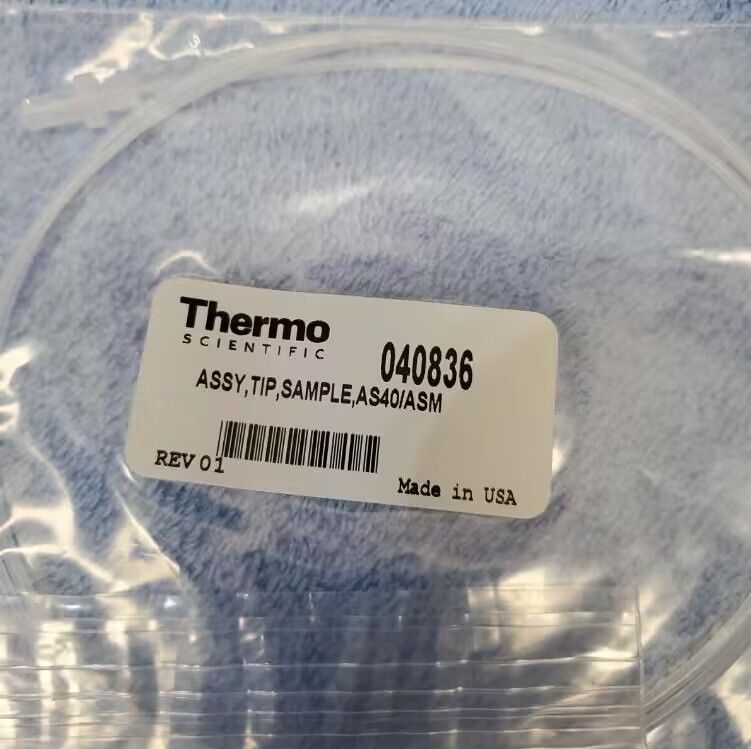 Thermo
SCIENTIFIC
040836
ASSY,TIP,SAMPLE,AS40/ASM
REV 01
Made in USA